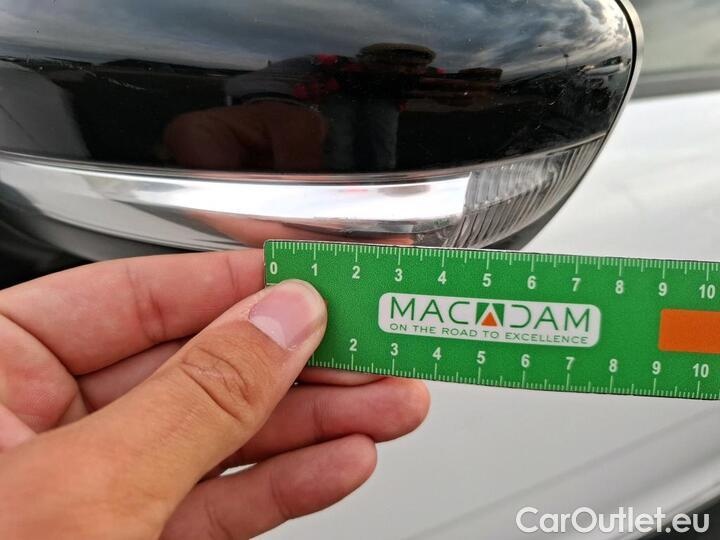 0 1 2 3 4 5 6 7 8 9 10
MACADAM
ON THE ROAD TO EXCELLENCE
2 3 4 5 6 7 8 9 10
CarOutlet.eu